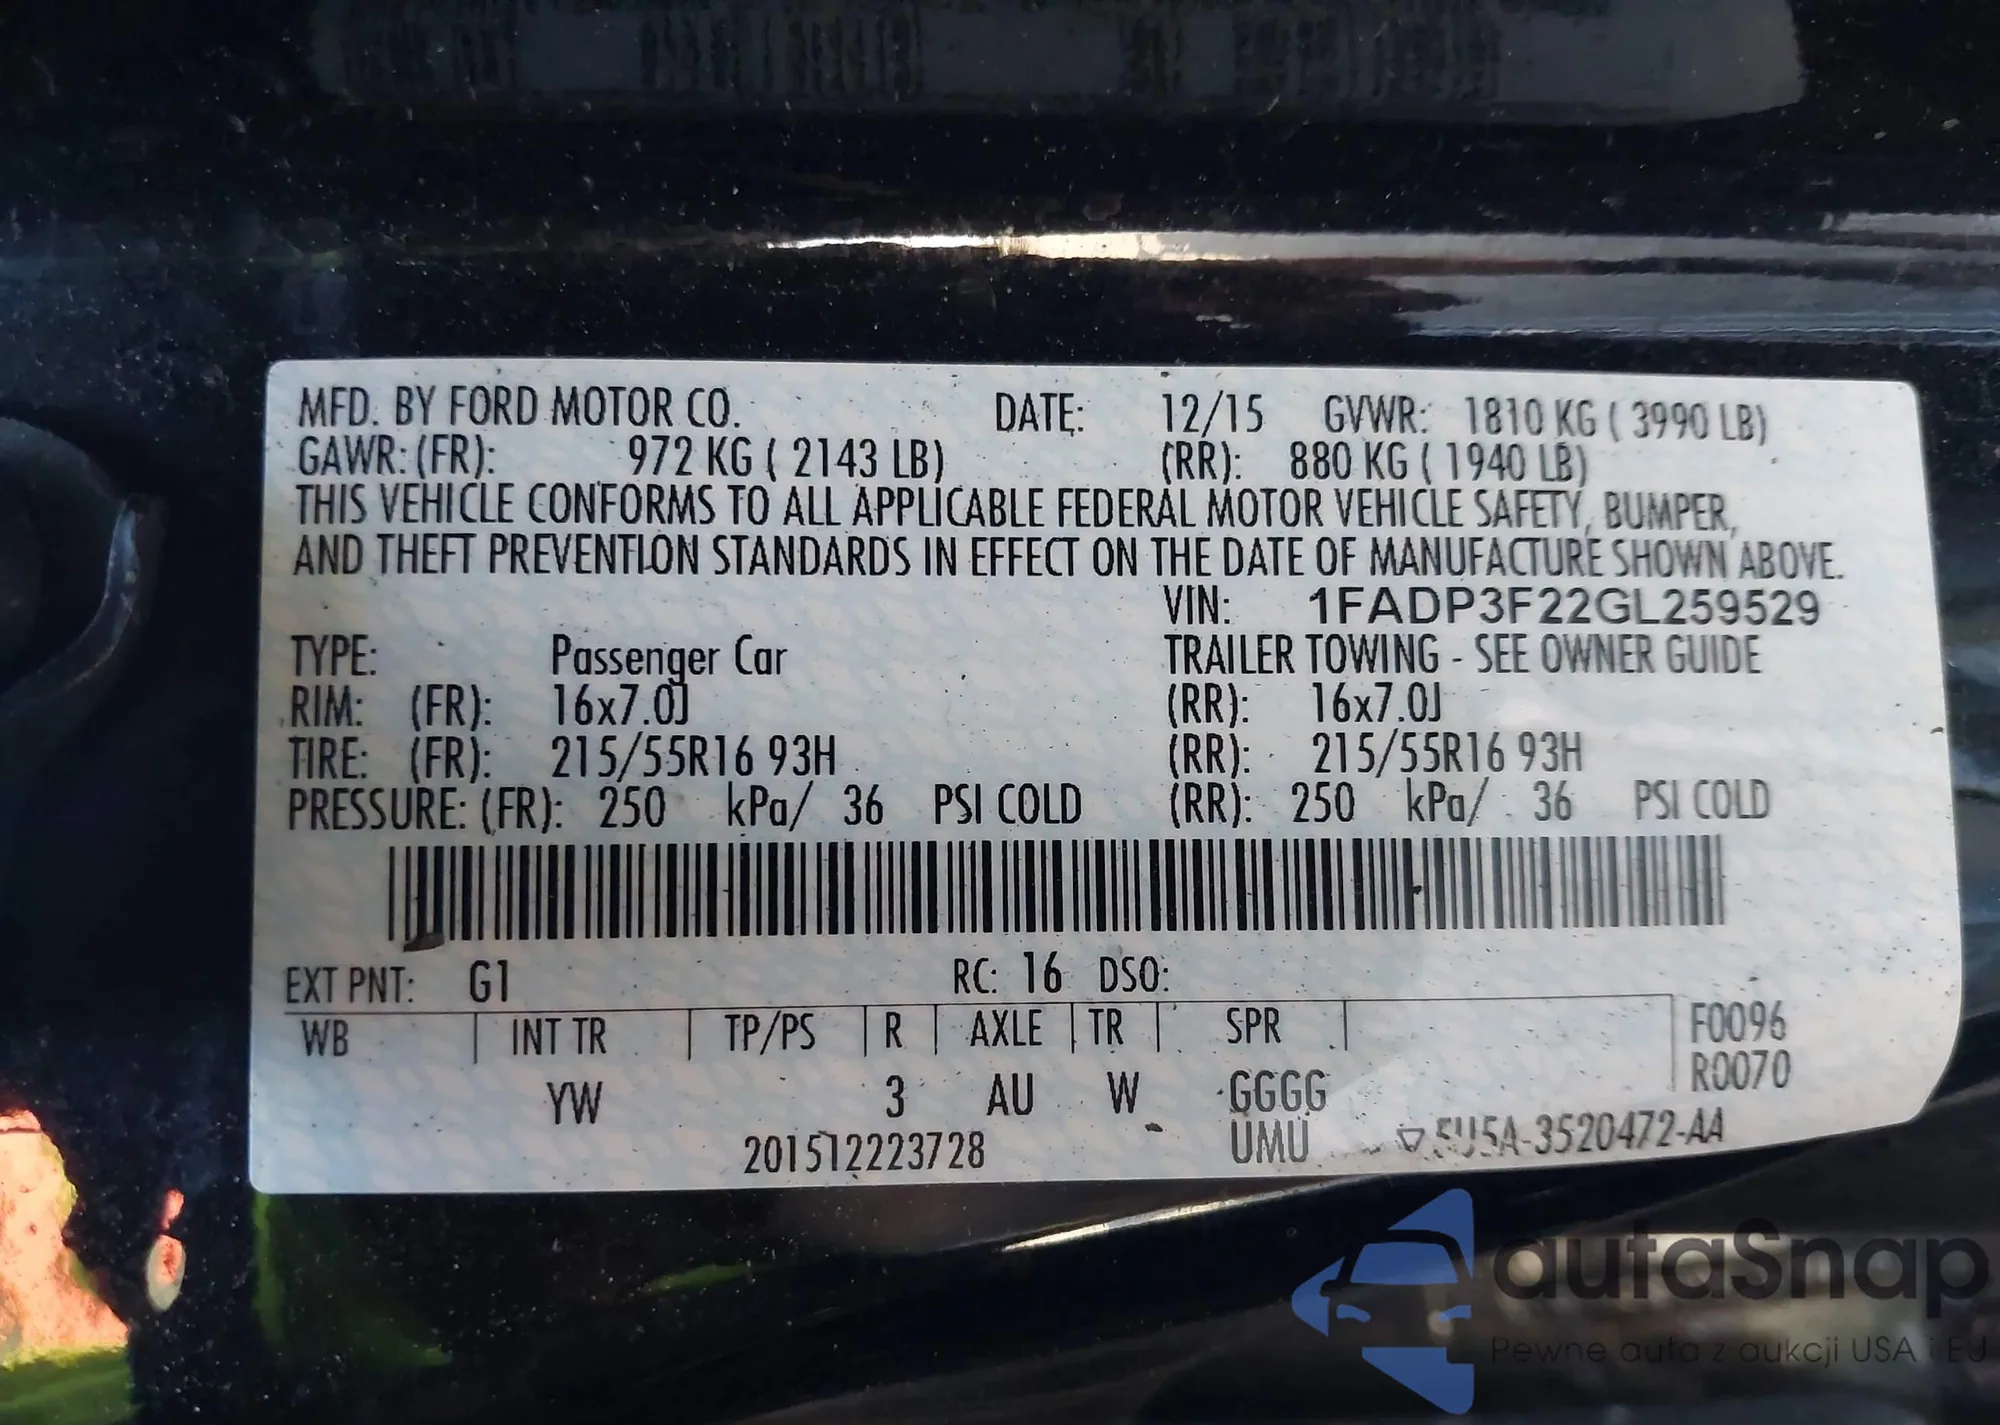 MFD. BY FORD MOTOR CO. DATE: 12/15 GVWR: 1810 KG ( 3990 LB)
GAWR: (FR): 972 KG ( 2143 LB) (RR): 880 KG ( 1940 LB)
THIS VEHICLE CONFORMS TO ALL APPLICABLE FEDERAL MOTOR VEHICLE SAFETY, BUMPER,
AND THEFT PREVENTION STANDARDS IN EFFECT ON THE DATE OF MANUFACTURE SHOWN ABOVE.
VIN: 1FADP3F22GL259529
TYPE: Passenger Car TRAILER TOWING - SEE OWNER GUIDE
RIM: (FR): 16x7.0J (RR): 16x7.0J
TIRE: (FR): 215/55R16 93H (RR): 215/55R16 93H
PRESSURE: (FR): 250 kPa/ 36 PSI COLD (RR): 250 kPa/ 36 PSI COLD
EXT PNT: G1 RC: 16 DSO:
WB INT TR TP/PS R AXLE TR SPR F0096
R0070
YW 3 AU W GGGG
201512223728 UMU 5U5A-3520472-AA
autaSnap
Pewne auta z aukcji USA i EU